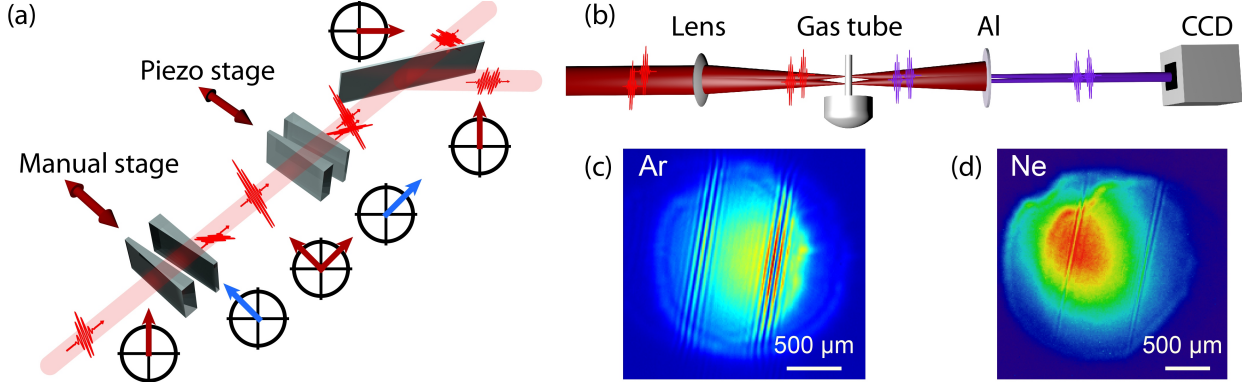 (a)
Piezo stage
Manual stage
(b)
Lens
Gas tube
Al
CCD
(c)
Ar
500 µm
(d)
Ne
500 µm